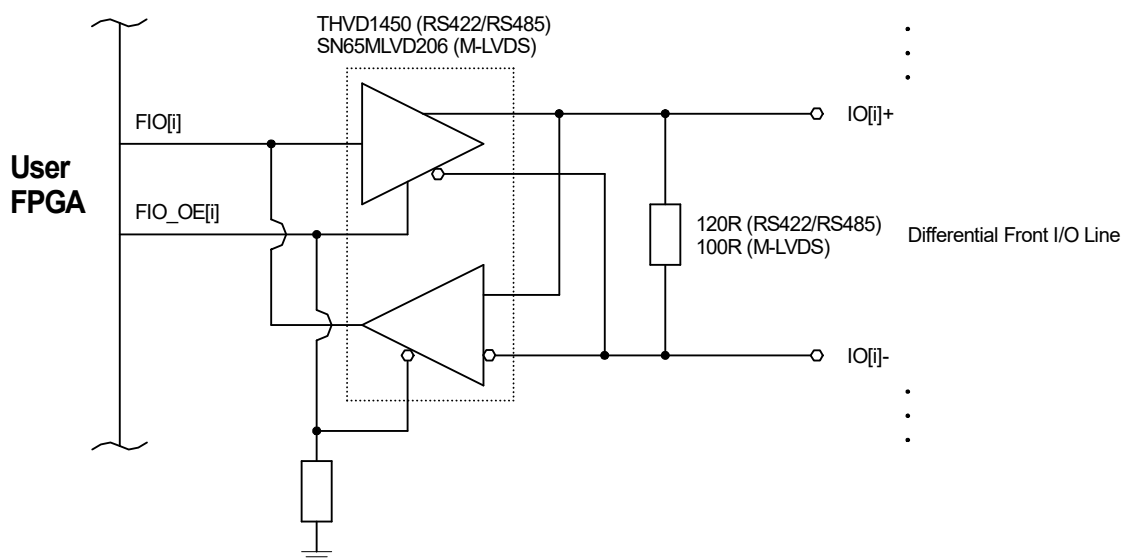 THVD1450 (RS422/RS485)
SN65MLVD206 (M-LVDS)
FIO[i]
IO[i]+
User
FPGA
FIO_OE[i]
120R (RS422/RS485)
100R (M-LVDS)
Differential Front I/O Line
IO[i]-